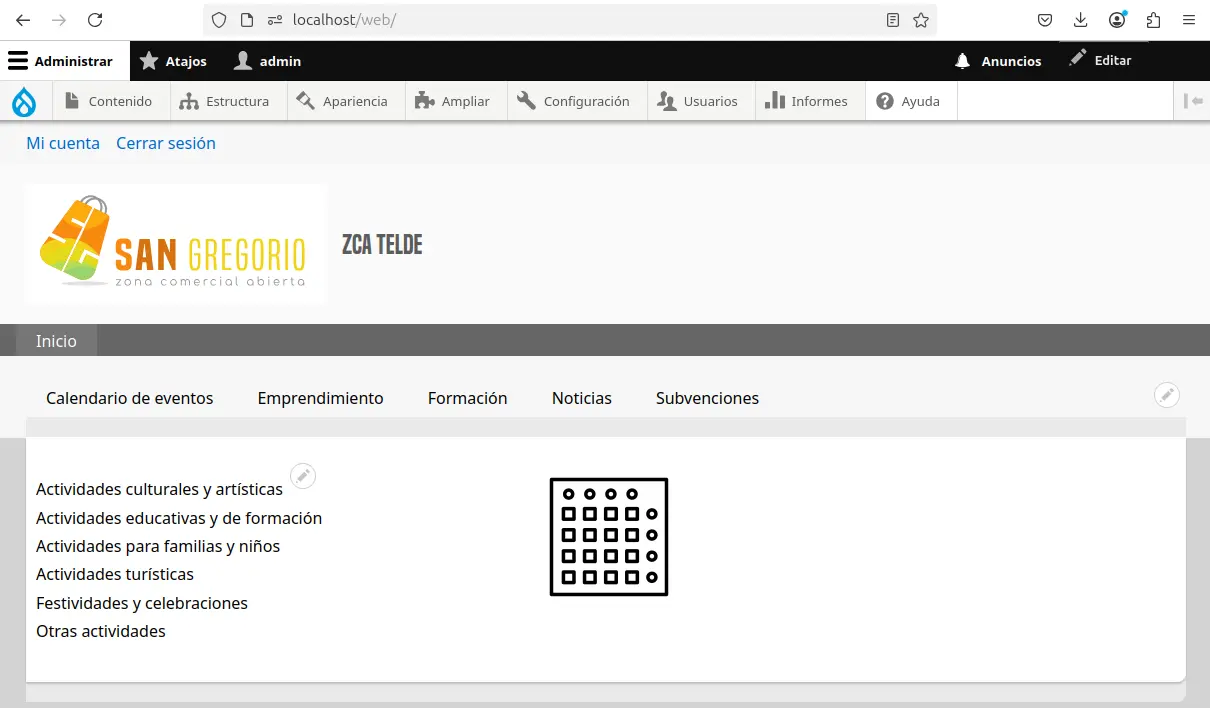 localhost/web/
Administrar Atajos admin Anuncios Editar
Contenido Estructura Apariencia Ampliar Configuración Usuarios Informes Ayuda
Mi cuenta Cerrar sesión
SAN GREGORIO
zona comercial abierta
ZCA TELDE
Inicio
Calendario de eventos Emprendimiento Formación Noticias Subvenciones
Actividades culturales y artísticas
Actividades educativas y de formación
Actividades para familias y niños
Actividades turísticas
Festividades y celebraciones
Otras actividades